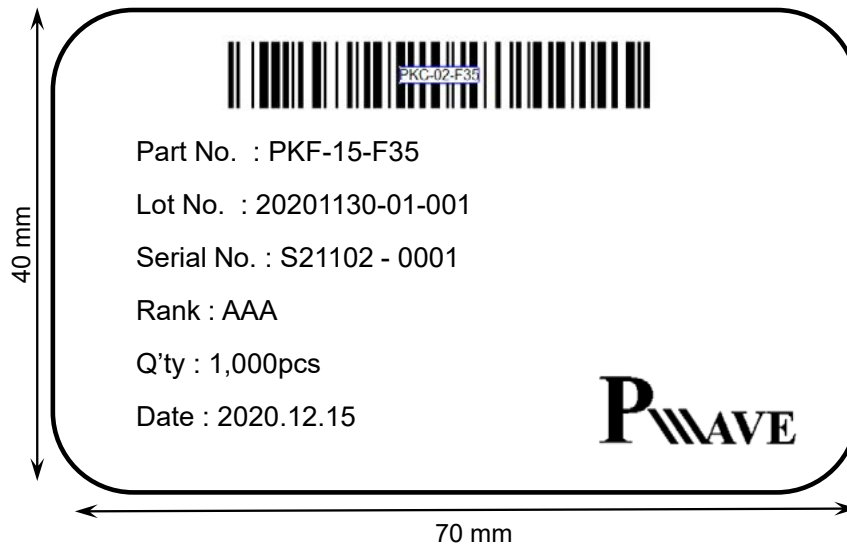 PKC-02-F35
Part No. : PKF-15-F35
Lot No. : 20201130-01-001
Serial No. : S21102 - 0001
Rank : AAA
Q’ty : 1,000pcs
Date : 2020.12.15
PWAVE
40 mm
70 mm